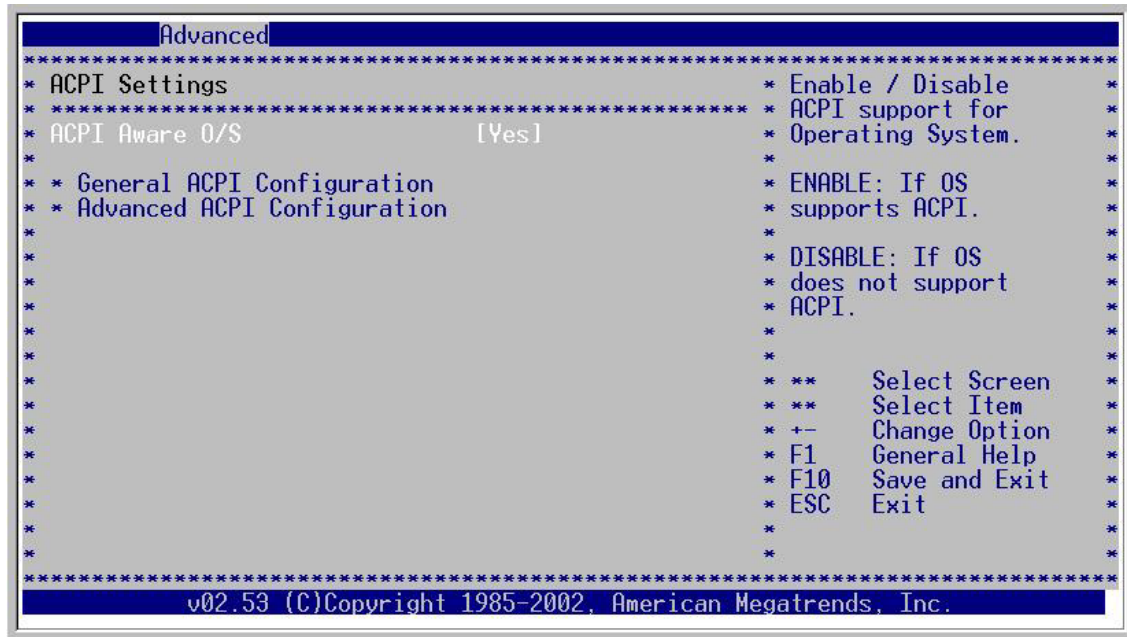 Advanced
ACPI Settings
ACPI Aware O/S [Yes]
* General ACPI Configuration
* Advanced ACPI Configuration
Enable / Disable
ACPI support for
Operating System.
ENABLE: If OS
supports ACPI.
DISABLE: If OS
does not support
ACPI.
** Select Screen
** Select Item
+- Change Option
F1 General Help
F10 Save and Exit
ESC Exit
v02.53 (C)Copyright 1985-2002, American Megatrends, Inc.